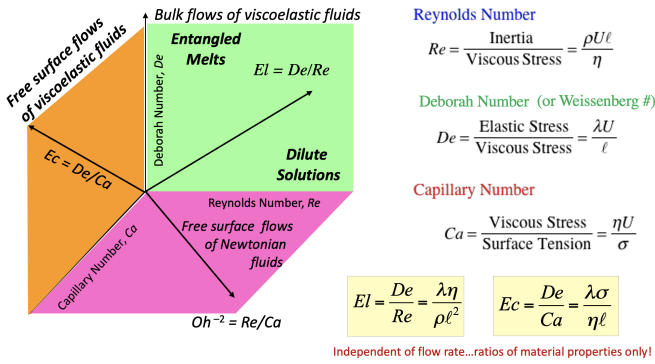 Bulk flows of viscoelastic fluids
Free surface flows
of viscoelastic fluids
Deborah Number, De
Entangled
Melts
El = De/Re
Dilute
Solutions
Ec = De/Ca
Reynolds Number, Re
Free surface flows
of Newtonian
fluids
Capillary Number, Ca
Oh⁻² = Re/Ca
Reynolds Number
Re = Inertia / Viscous Stress = ρUℓ / η
Deborah Number (or Weissenberg #)
De = Elastic Stress / Viscous Stress = λU / ℓ
Capillary Number
Ca = Viscous Stress / Surface Tension = ηU / σ
El = De / Re = λη / ρℓ²
Ec = De / Ca = λσ / ηℓ
Independent of flow rate...ratios of material properties only!